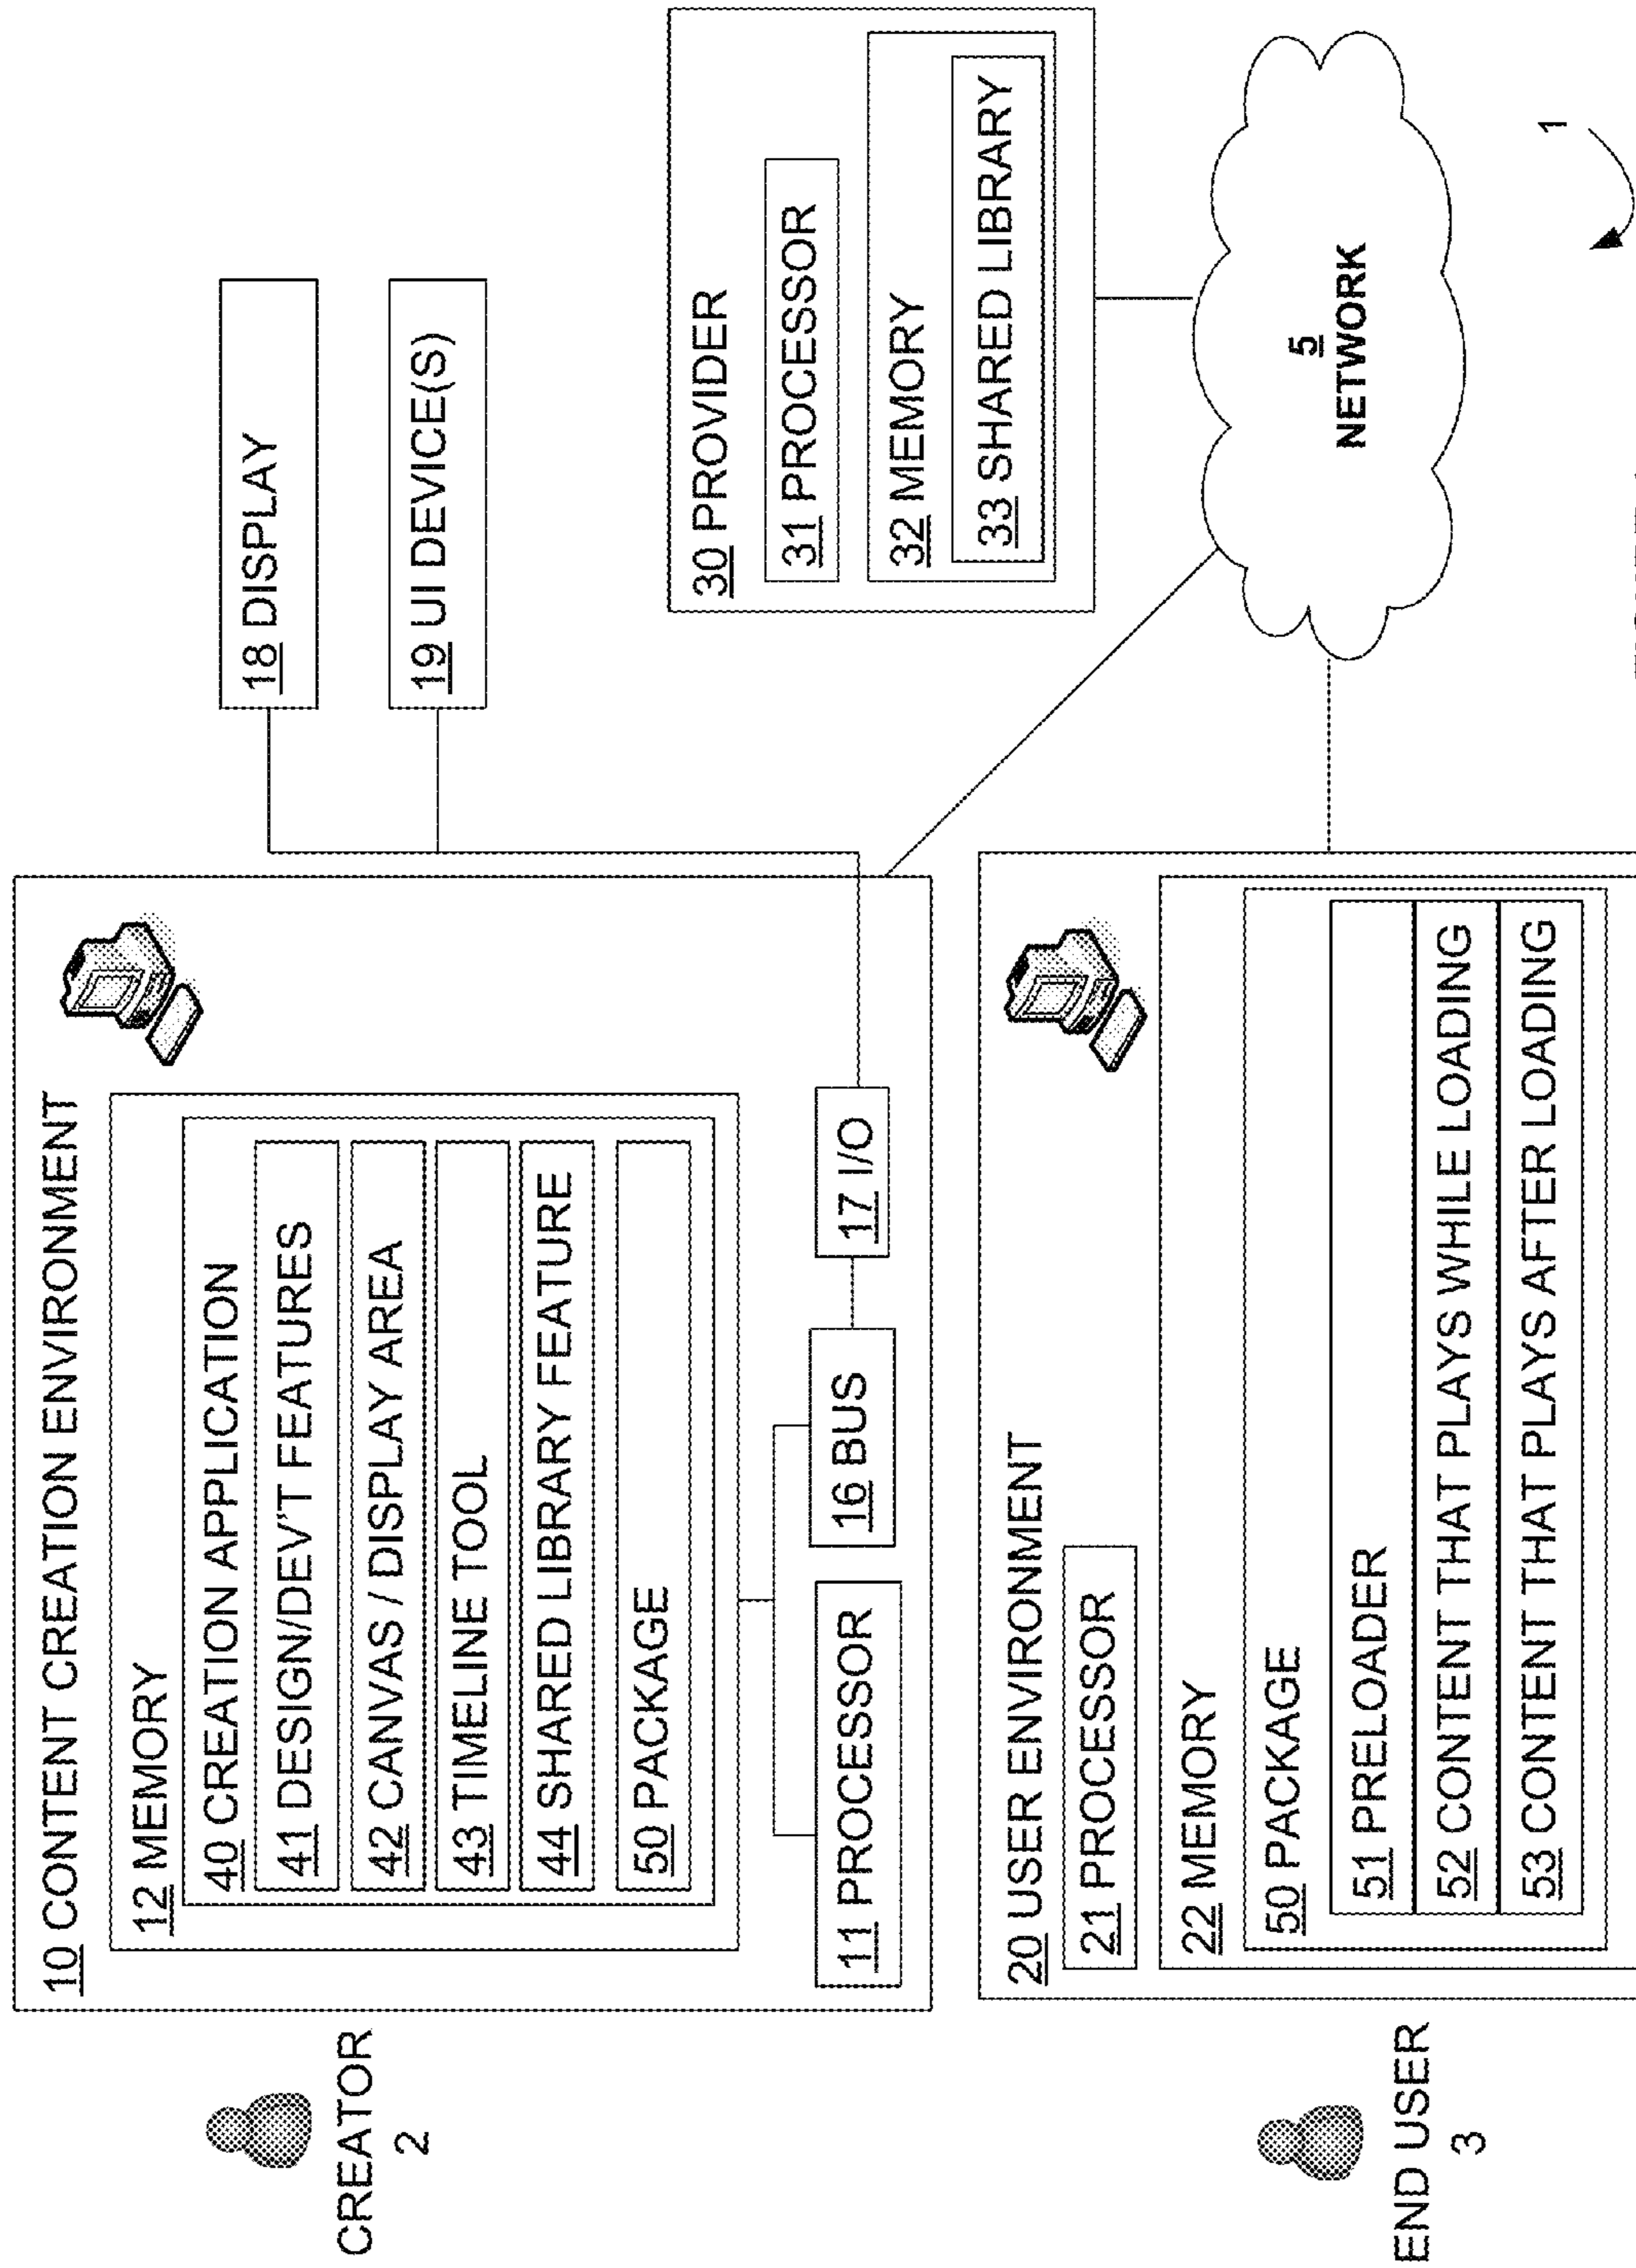 CREATOR
2
10 CONTENT CREATION ENVIRONMENT
12 MEMORY
40 CREATION APPLICATION
41 DESIGN/DEV'T FEATURES
42 CANVAS / DISPLAY AREA
43 TIMELINE TOOL
44 SHARED LIBRARY FEATURE
50 PACKAGE
11 PROCESSOR
16 BUS
17 I/O
18 DISPLAY
19 UI DEVICE(S)
30 PROVIDER
31 PROCESSOR
32 MEMORY
33 SHARED LIBRARY
END USER
3
20 USER ENVIRONMENT
21 PROCESSOR
22 MEMORY
50 PACKAGE
51 PRELOADER
52 CONTENT THAT PLAYS WHILE LOADING
53 CONTENT THAT PLAYS AFTER LOADING
5
NETWORK
1